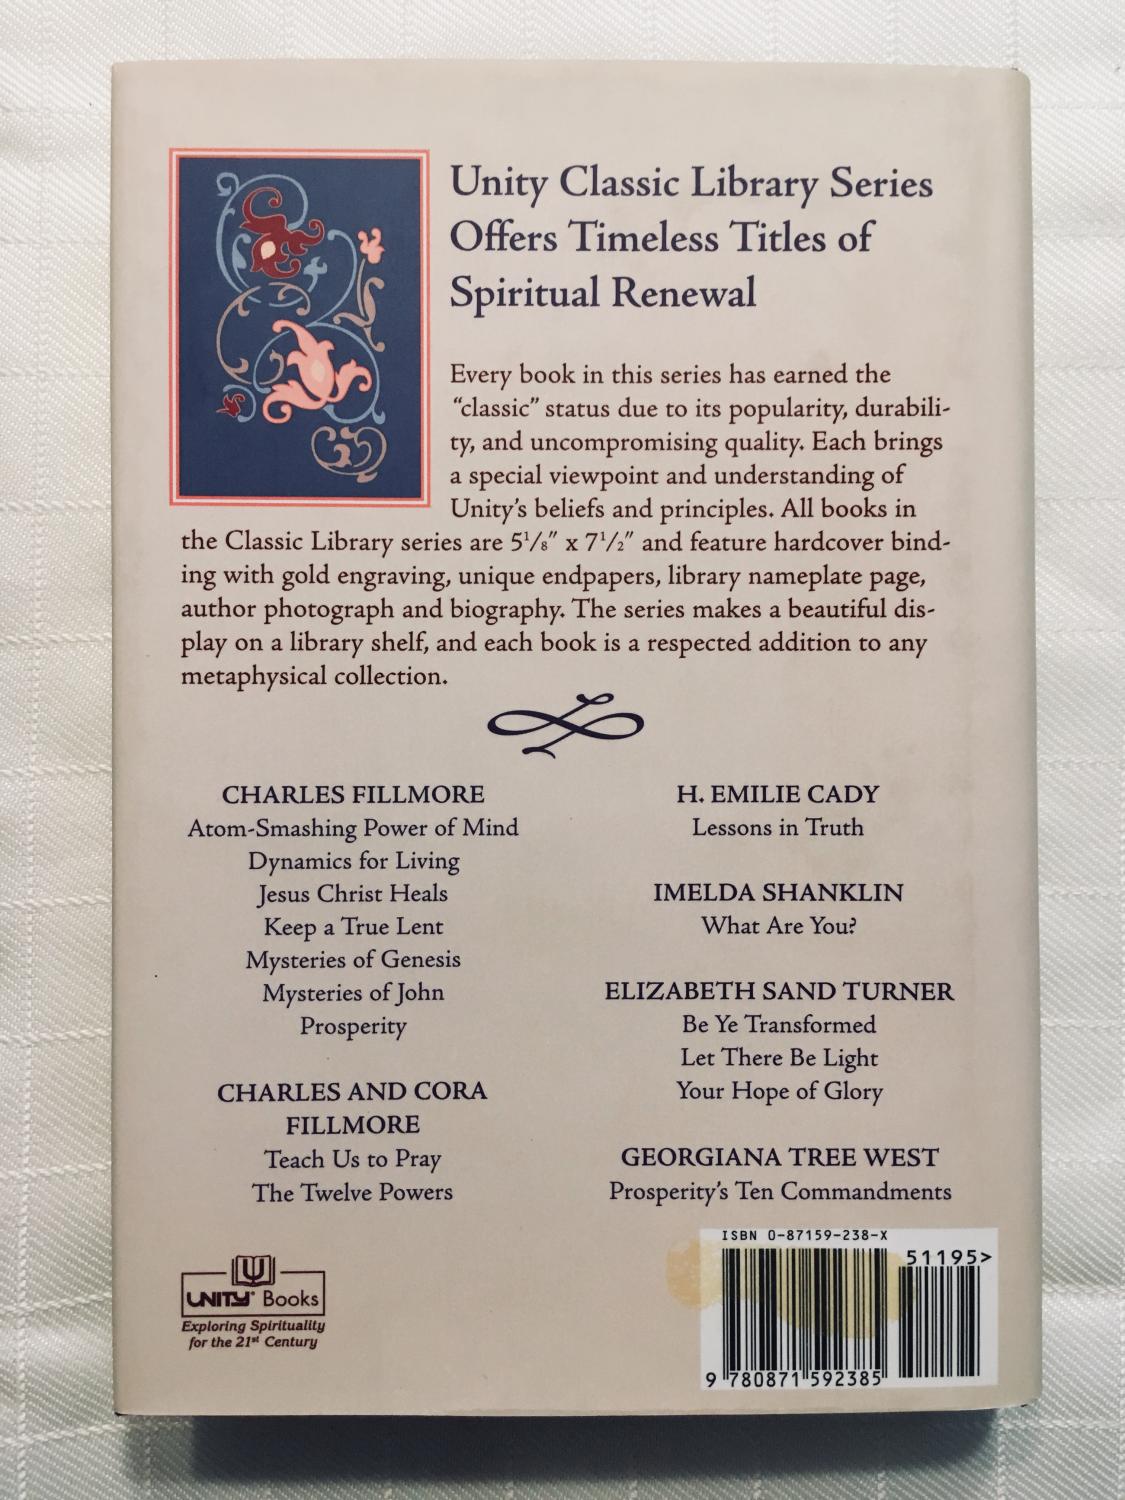 Unity Classic Library Series
Offers Timeless Titles of
Spiritual Renewal
Every book in this series has earned the
“classic” status due to its popularity, durabili-
ty, and uncompromising quality. Each brings
a special viewpoint and understanding of
Unity’s beliefs and principles. All books in
the Classic Library series are 5¹/₈″ x 7¹/₂″ and feature hardcover bind-
ing with gold engraving, unique endpapers, library nameplate page,
author photograph and biography. The series makes a beautiful dis-
play on a library shelf, and each book is a respected addition to any
metaphysical collection.
CHARLES FILLMORE
Atom-Smashing Power of Mind
Dynamics for Living
Jesus Christ Heals
Keep a True Lent
Mysteries of Genesis
Mysteries of John
Prosperity
CHARLES AND CORA
FILLMORE
Teach Us to Pray
The Twelve Powers
H. EMILIE CADY
Lessons in Truth
IMELDA SHANKLIN
What Are You?
ELIZABETH SAND TURNER
Be Ye Transformed
Let There Be Light
Your Hope of Glory
GEORGIANA TREE WEST
Prosperity’s Ten Commandments
UNITY® Books
Exploring Spirituality
for the 21st Century
ISBN 0-87159-238-X
51195>
9 780871 592385